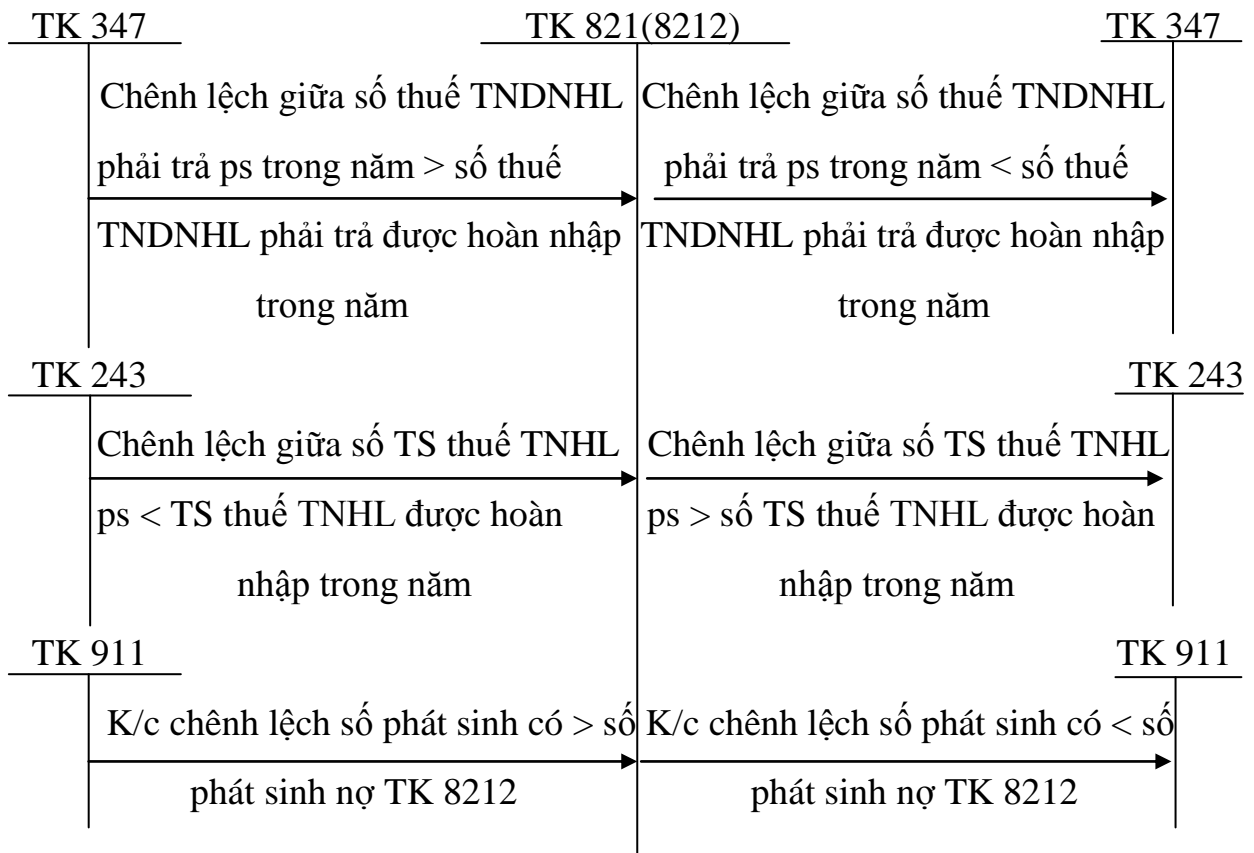 TK 347
TK 821(8212)
TK 347
Chênh lệch giữa số thuế TNDNHL
phải trả ps trong năm > số thuế
TNDNHL phải trả được hoàn nhập
trong năm
Chênh lệch giữa số thuế TNDNHL
phải trả ps trong năm < số thuế
TNDNHL phải trả được hoàn nhập
trong năm
TK 243
TK 243
Chênh lệch giữa số TS thuế TNHL
ps < TS thuế TNHL được hoàn
nhập trong năm
Chênh lệch giữa số TS thuế TNHL
ps > số TS thuế TNHL được hoàn
nhập trong năm
TK 911
TK 911
K/c chênh lệch số phát sinh có > số
phát sinh nợ TK 8212
K/c chênh lệch số phát sinh có < số
phát sinh nợ TK 8212